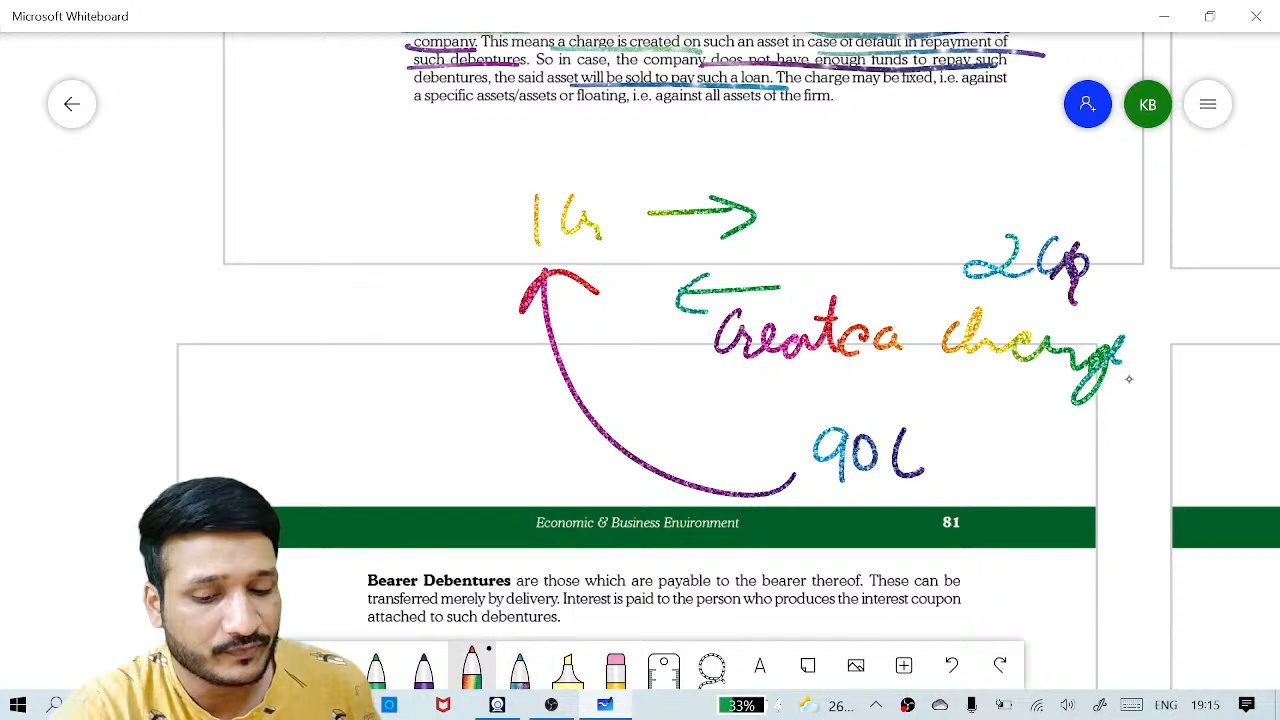 Microsoft Whiteboard
company. This means a charge is created on such an asset in case of default in repayment of
such debentures. So in case, the company does not have enough funds to repay such
debentures, the said asset will be sold to pay such a loan. The charge may be fixed, i.e. against
a specific assets/assets or floating, i.e. against all assets of the firm.
KB
1Cr
2Cr
Create a charge
90L
Economic & Business Environment 81
Bearer Debentures are those which are payable to the bearer thereof. These can be
transferred merely by delivery. Interest is paid to the person who produces the interest coupon
attached to such debentures.
A
33% 26... ENG 19:15